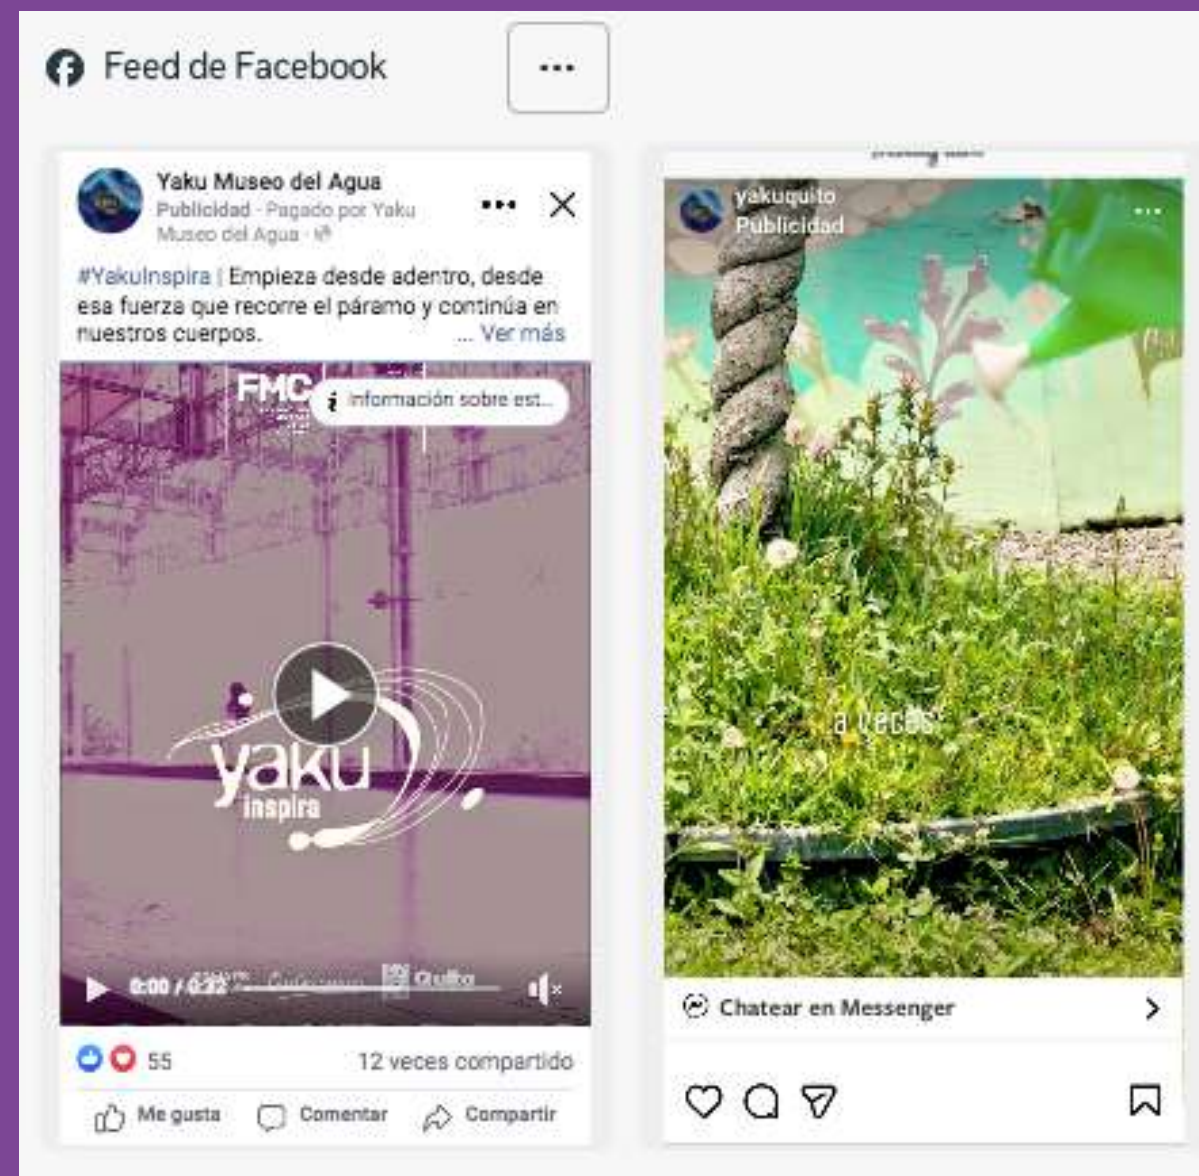 Feed de Facebook
Yaku Museo del Agua
Publicidad · Pagado por Yaku
Museo del Agua ·
#YakuInspira | Empieza desde adentro, desde
esa fuerza que recorre el páramo y continúa en
nuestros cuerpos. ... Ver más
FMC
i Información sobre est...
yaku
inspira
0:00 / 0:32
Quito
55 12 veces compartido
Me gusta Comentar Compartir
yakuquito
Publicidad
a veces
Chatear en Messenger